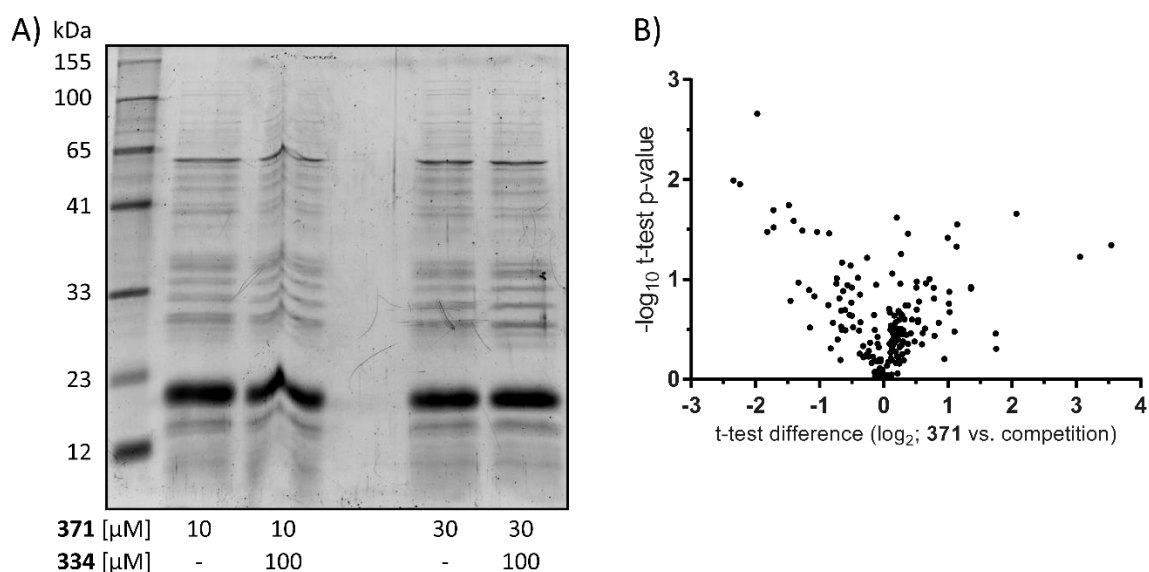 A)
kDa
155
100
65
41
33
23
12
371 [µM] 10 10 30 30
334 [µM] - 100 - 100
B)
3
2
1
0
-3 -2 -1 0 1 2 3 4
-log10 t-test p-value
t-test difference (log2; 371 vs. competition)